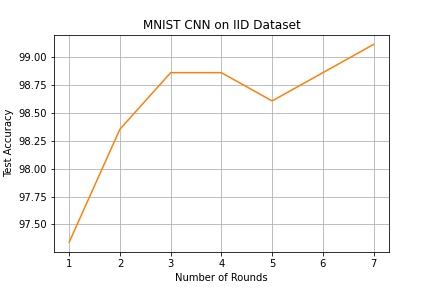 MNIST CNN on IID Dataset
Test Accuracy
99.00
98.75
98.50
98.25
98.00
97.75
97.50
1 2 3 4 5 6 7
Number of Rounds